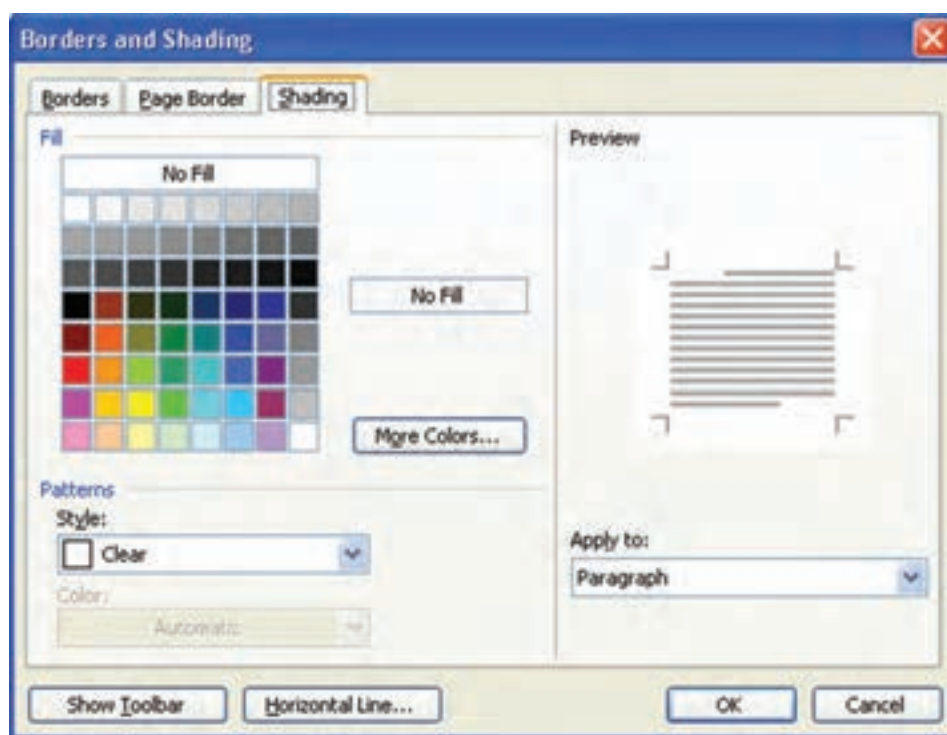 Borders and Shading
Borders
Page Border
Shading
Fill
No Fill
No Fill
More Colors...
Patterns
Style:
Clear
Color:
Automatic
Preview
Apply to:
Paragraph
Show Toolbar
Horizontal Line...
OK
Cancel